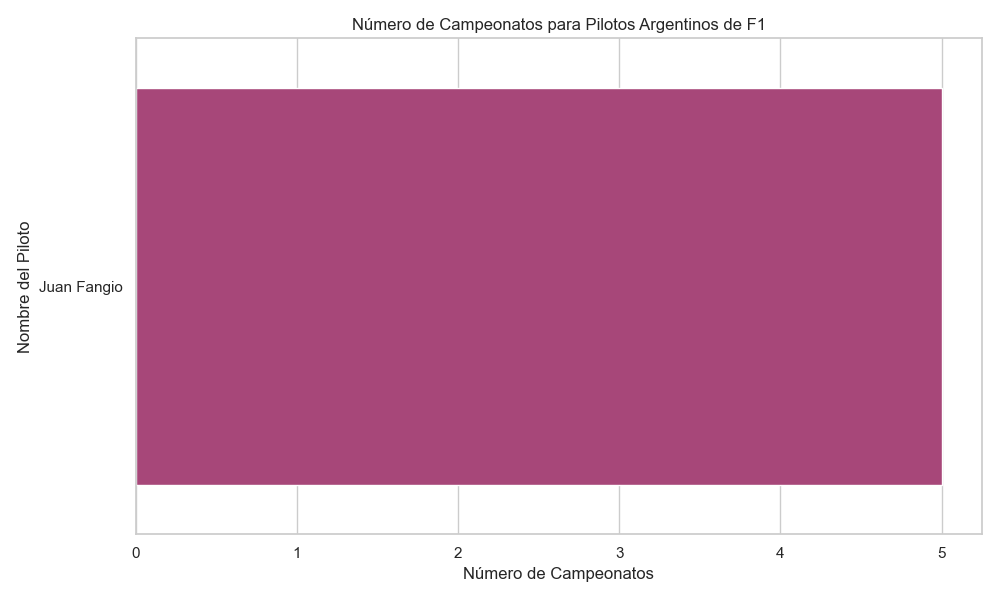 Número de Campeonatos para Pilotos Argentinos de F1
Nombre del Piloto
Juan Fangio
0 1 2 3 4 5
Número de Campeonatos